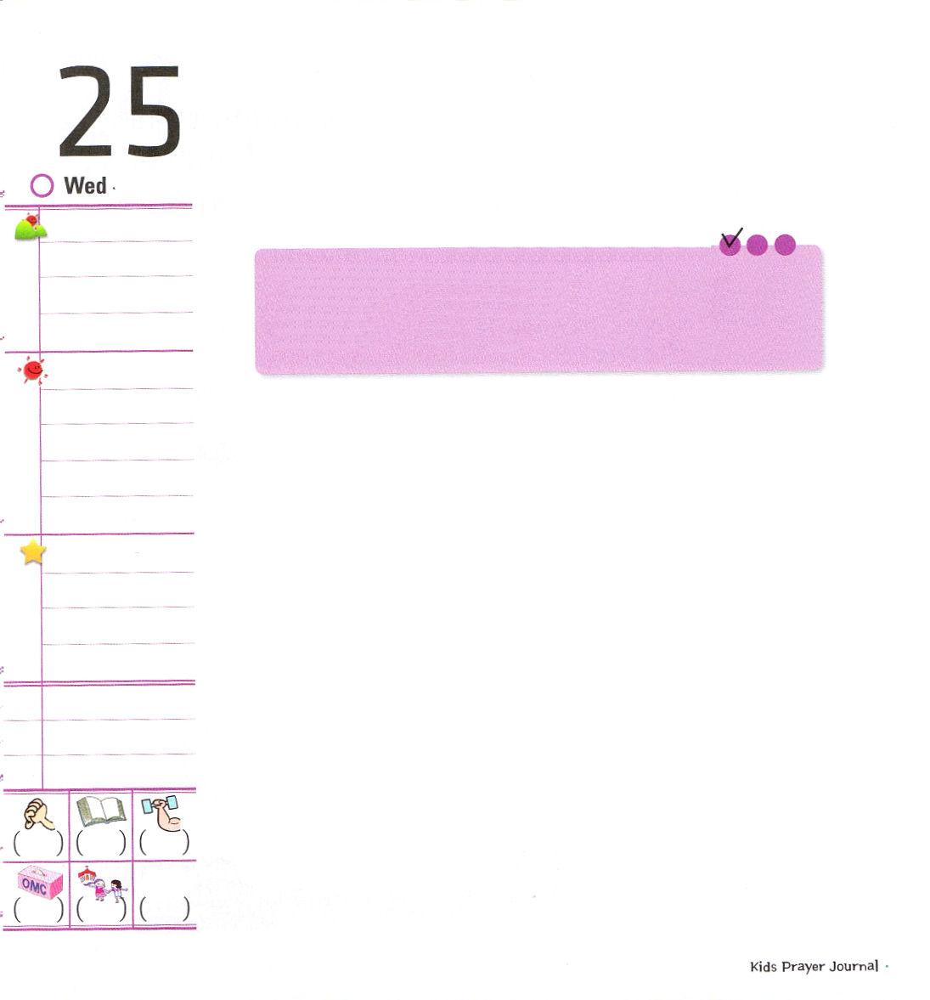 25
Wed
( ) ( ) ( )
OMC
( ) ( ) ( )
Kids Prayer Journal